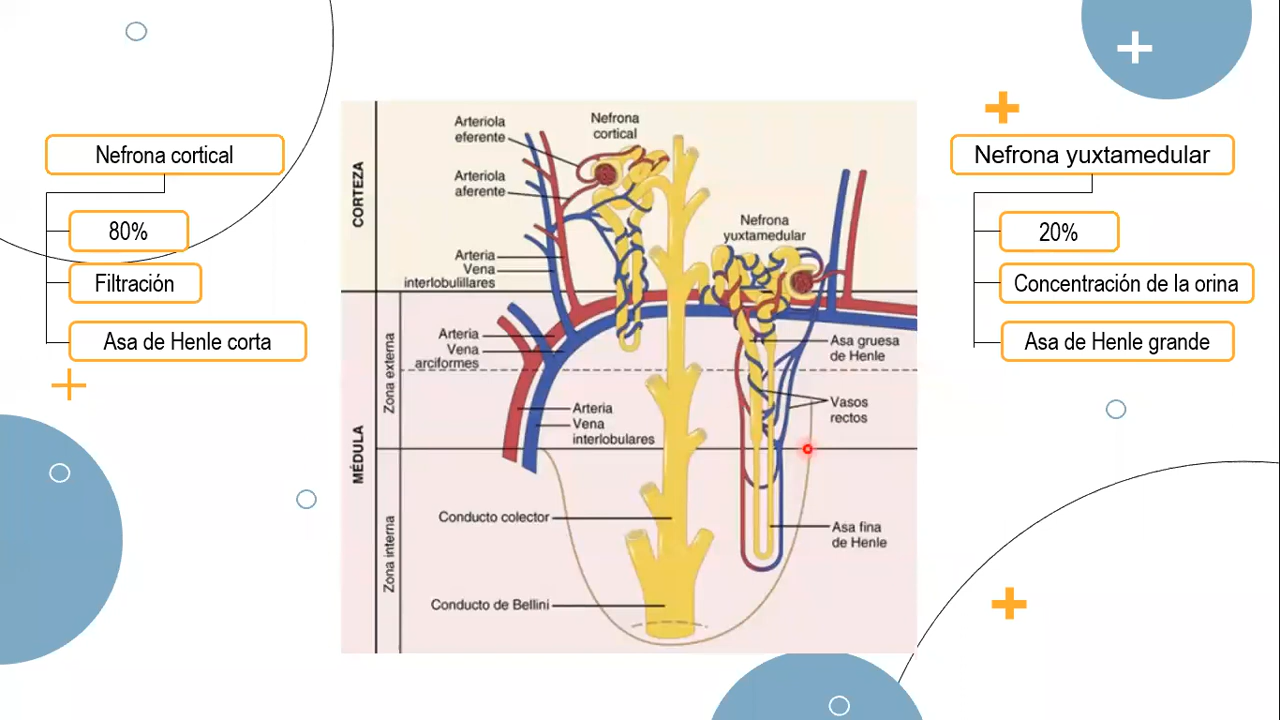 Nefrona cortical
80%
Filtración
Asa de Henle corta
CORTEZA
MÉDULA
Zona externa
Zona interna
Arteriola
eferente
Nefrona
cortical
Arteriola
aferente
Nefrona
yuxtamedular
Arteria
Vena
interlobulillares
Arteria
Vena
arciformes
Asa gruesa
de Henle
Vasos
rectos
Arteria
Vena
interlobulares
Conducto colector
Asa fina
de Henle
Conducto de Bellini
Nefrona yuxtamedular
20%
Concentración de la orina
Asa de Henle grande